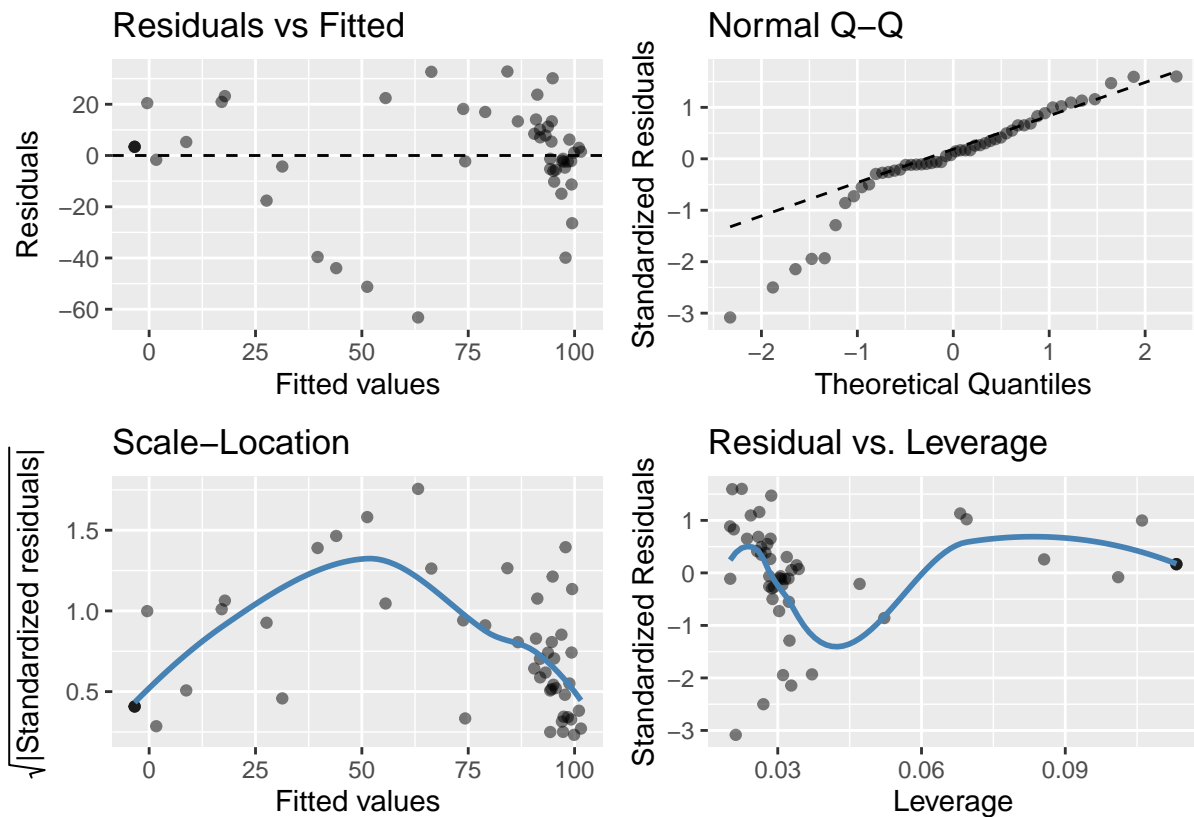 Residuals vs Fitted
Residuals
20
0
−20
−40
−60
0 25 50 75 100
Fitted values
Normal Q−Q
Standardized Residuals
1
0
−1
−2
−3
−2 −1 0 1 2
Theoretical Quantiles
Scale−Location
√|Standardized residuals|
1.5
1.0
0.5
0 25 50 75 100
Fitted values
Residual vs. Leverage
Standardized Residuals
1
0
−1
−2
−3
0.03 0.06 0.09
Leverage